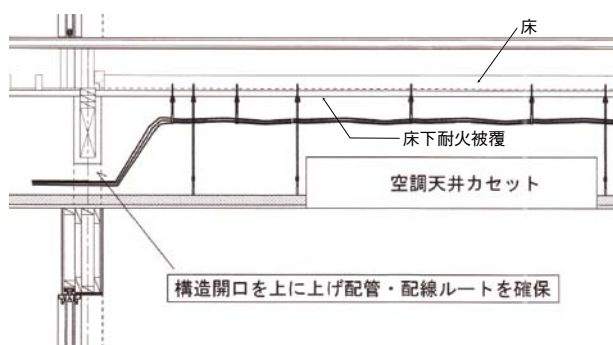 床
床下耐火被覆
空調天井カセット
構造開口を上に上げ配管・配線ルートを確保